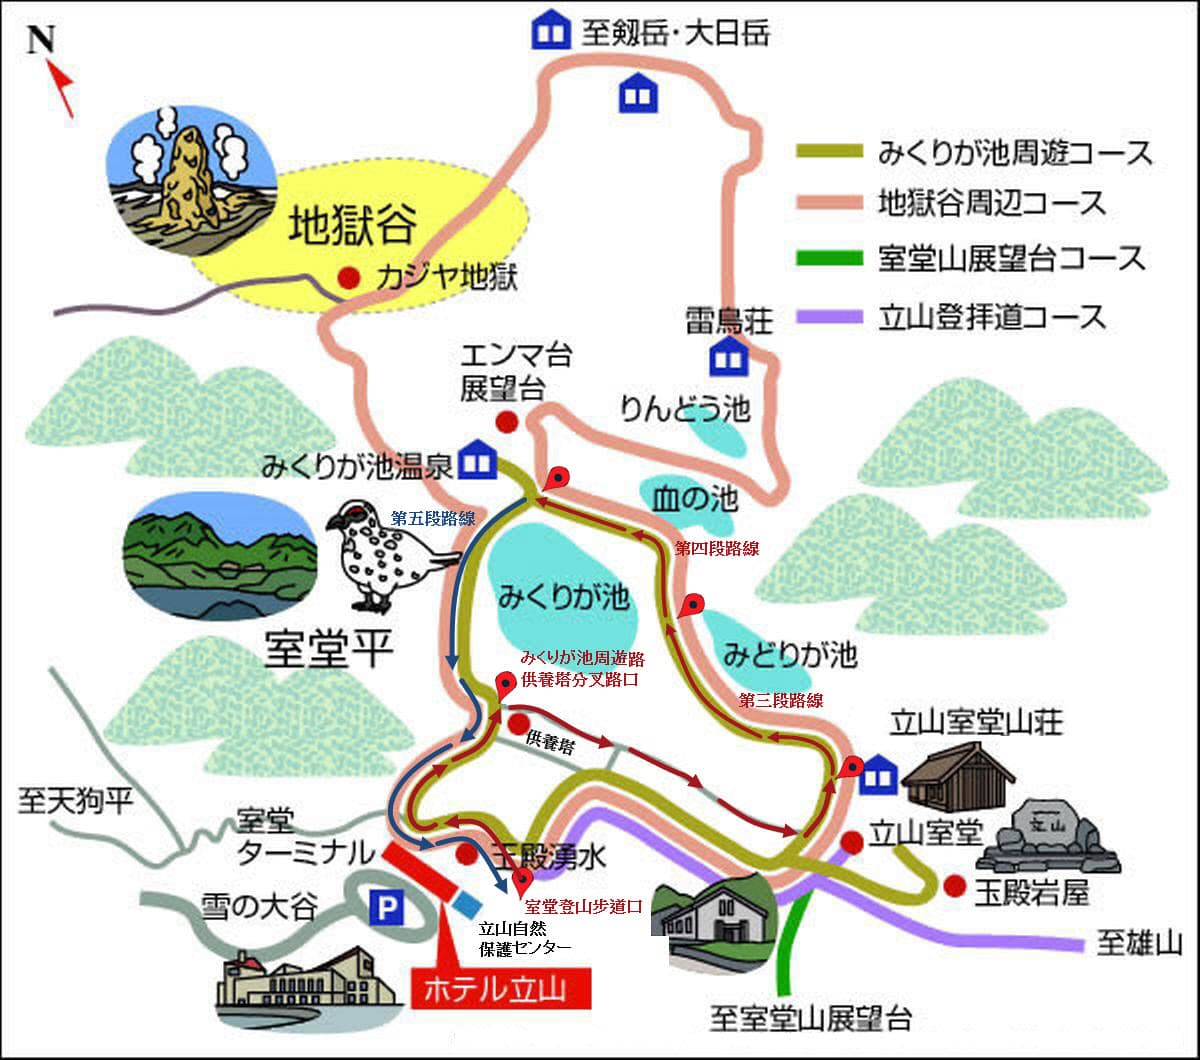 N
至剱岳・大日岳
みくりが池周遊コース
地獄谷周辺コース
室堂山展望台コース
立山登拝道コース
地獄谷
カジヤ地獄
雷鳥荘
エンマ台
展望台
りんどう池
みくりが池温泉
血の池
第五段路線
第四段路線
みくりが池
室堂平
みどりが池
みくりが池周遊路
供養塔分叉路口
第三段路線
供養塔
立山室堂山荘
至天狗平
室堂
ターミナル
立山室堂
立山
玉殿湧水
玉殿岩屋
雪の大谷
P
室堂登山步道口
立山自然
保護センター
至雄山
ホテル立山
至室堂山展望台